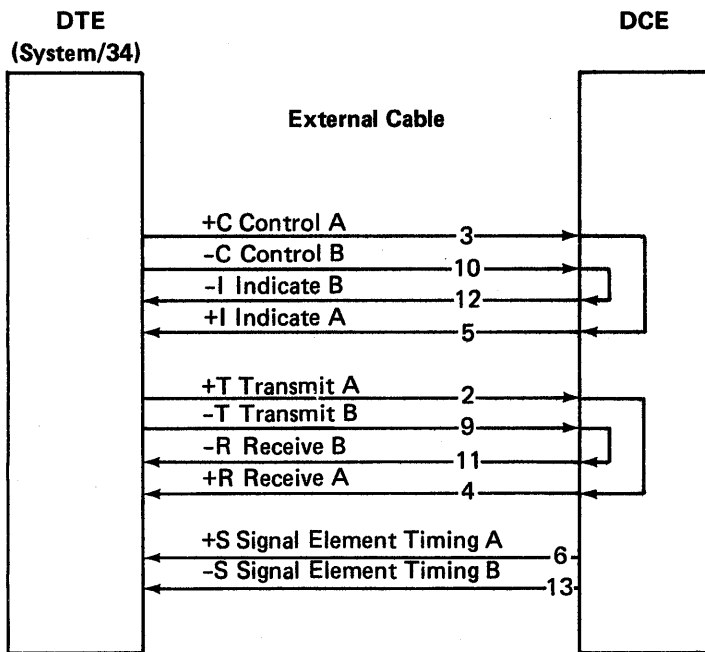 DTE
(System/34)
DCE
External Cable
+C Control A
3
–C Control B
10
–I Indicate B
12
+I Indicate A
5
+T Transmit A
2
–T Transmit B
9
–R Receive B
11
+R Receive A
4
+S Signal Element Timing A
6
–S Signal Element Timing B
13